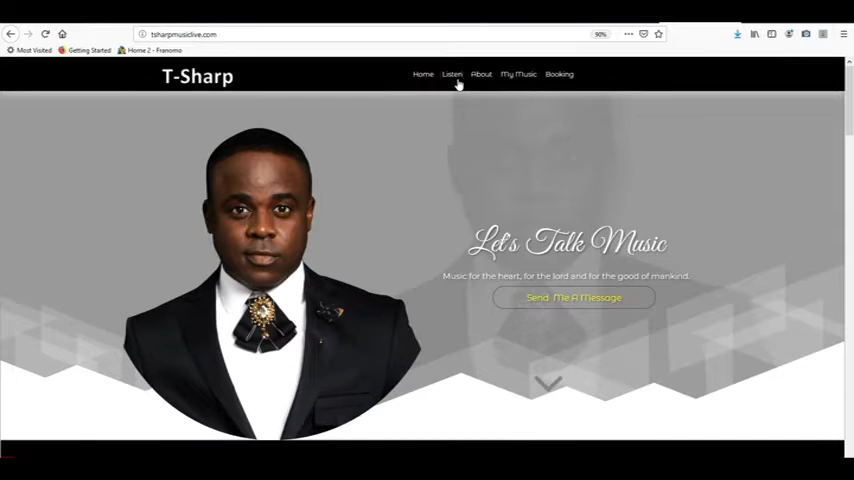 tsharpmusiclive.com
90%
Most Visited Getting Started Home 2 - Franomo
T-Sharp
Home Listen About My Music Booking
Let's Talk Music
Music for the heart, for the lord and for the good of mankind.
Send Me A Message